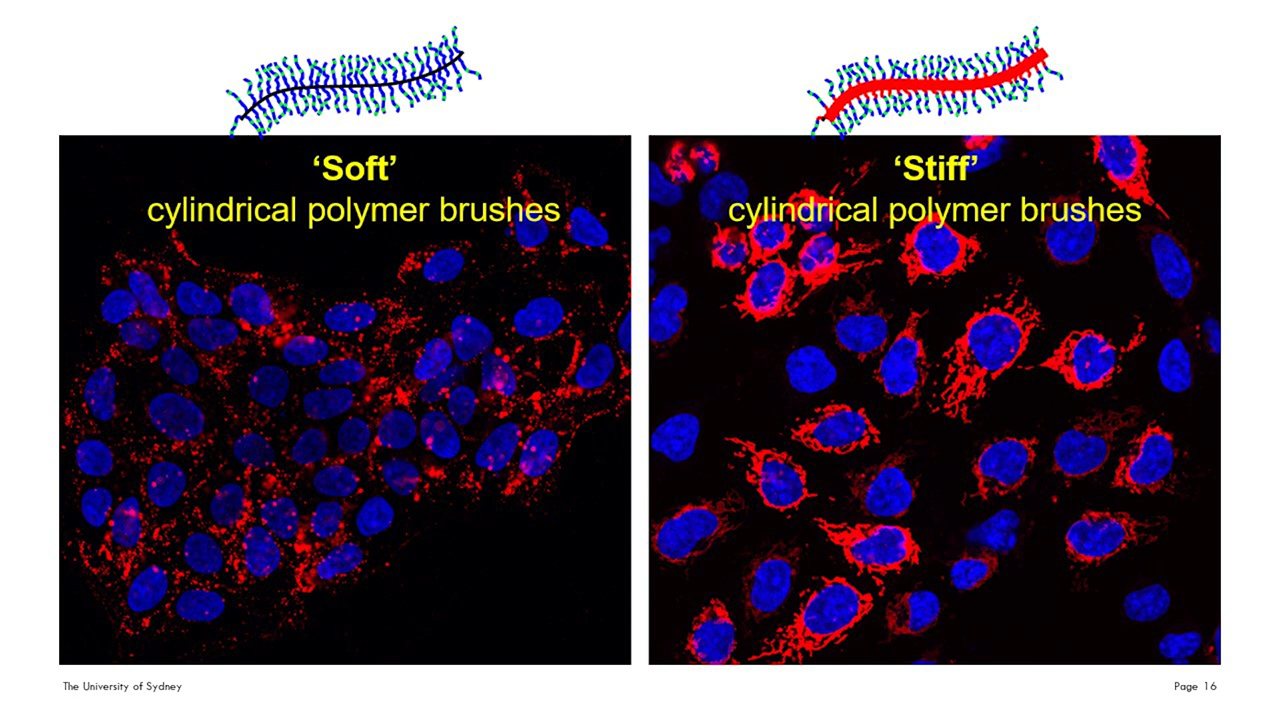 ‘Soft’
cylindrical polymer brushes
‘Stiff’
cylindrical polymer brushes
The University of Sydney
Page 16